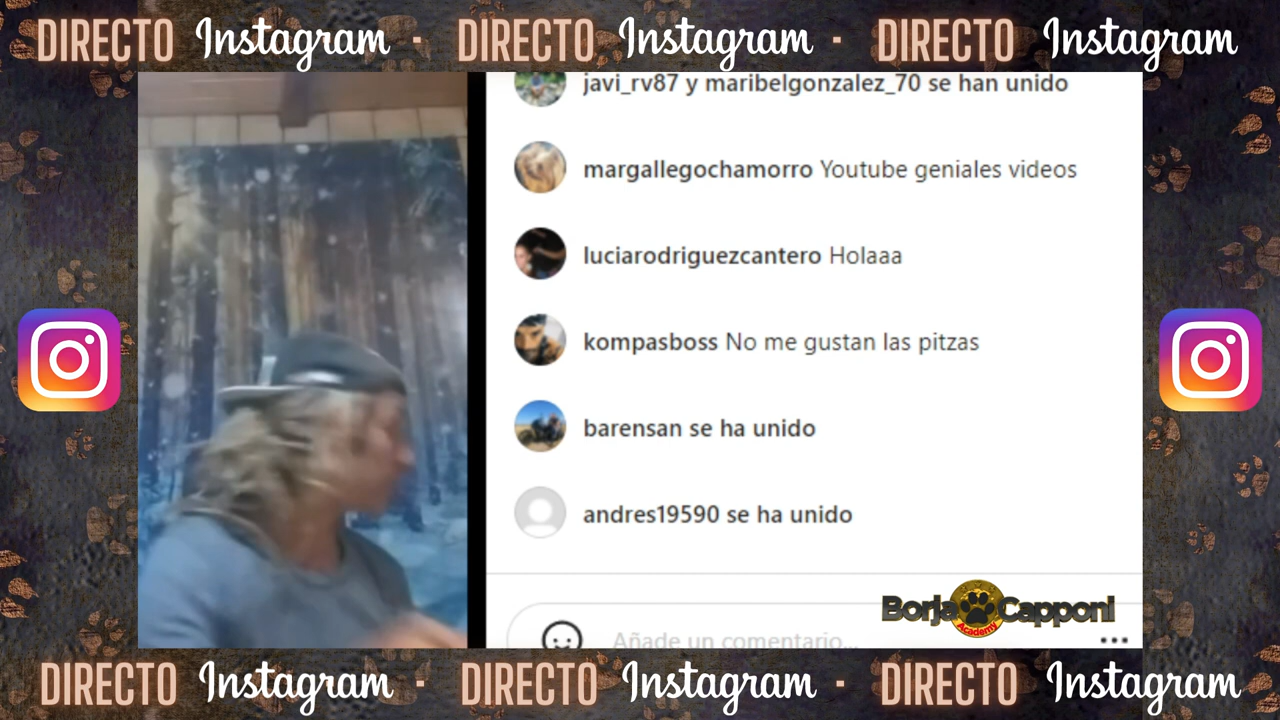 DIRECTO Instagram · DIRECTO Instagram · DIRECTO Instagram
javi_rv87 y maribelgonzalez_70 se han unido
margallegochamorro Youtube geniales videos
luciarodriguezcantero Holaaa
kompasboss No me gustan las pitzas
barensan se ha unido
andres19590 se ha unido
Borja Capponi
Academy
Añade un comentario...
DIRECTO Instagram · DIRECTO Instagram · DIRECTO Instagram